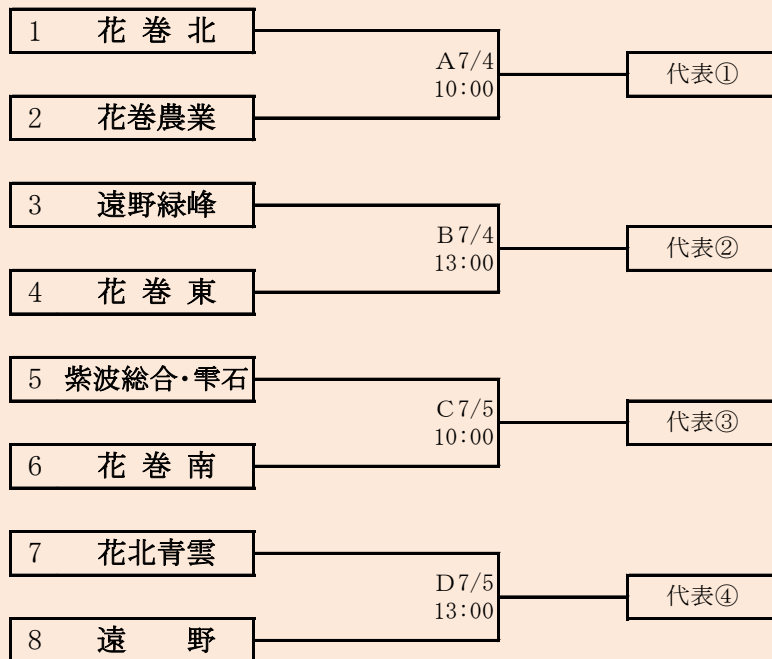 1 花巻北
A7/4
10:00
代表①
2 花巻農業
3 遠野緑峰
B7/4
13:00
代表②
4 花巻東
5 紫波総合・雫石
C7/5
10:00
代表③
6 花巻南
7 花北青雲
D7/5
13:00
代表④
8 遠野